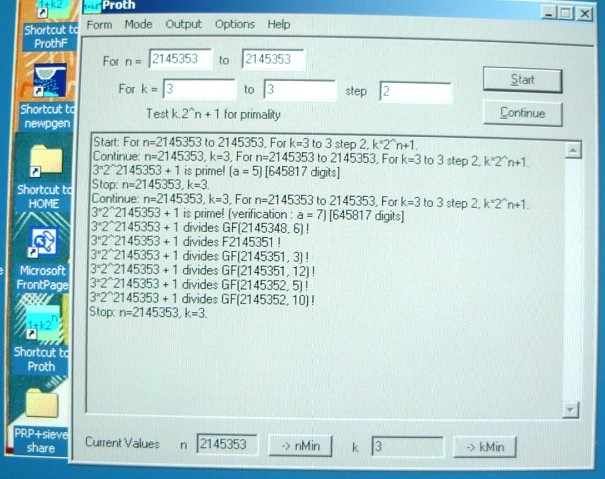 1+k2
Shortcut to
ProthF
Shortcut to
newpgen
Shortcut to
HOME
Microsoft
FrontPage
1+k2^n
Shortcut to
Proth
PRP+sieve
share
Proth
Form Mode Output Options Help
For n = 2145353 to 2145353
For k = 3 to 3 step 2
Test k.2^n + 1 for primality
Start
Continue
Start: For n=2145353 to 2145353, For k=3 to 3 step 2, k*2^n+1.
Continue: n=2145353, k=3, For n=2145353 to 2145353, For k=3 to 3 step 2, k*2^n+1.
3*2^2145353 + 1 is prime! (a = 5) [645817 digits]
Stop: n=2145353, k=3.
Continue: n=2145353, k=3, For n=2145353 to 2145353, For k=3 to 3 step 2, k*2^n+1.
3*2^2145353 + 1 is prime! (verification : a = 7) [645817 digits]
3*2^2145353 + 1 divides GF(2145348, 6) !
3*2^2145353 + 1 divides F2145351 !
3*2^2145353 + 1 divides GF(2145351, 3) !
3*2^2145353 + 1 divides GF(2145351, 12) !
3*2^2145353 + 1 divides GF(2145352, 5) !
3*2^2145353 + 1 divides GF(2145352, 10) !
Stop: n=2145353, k=3.
Current Values n 2145353 -> nMin k 3 -> kMin